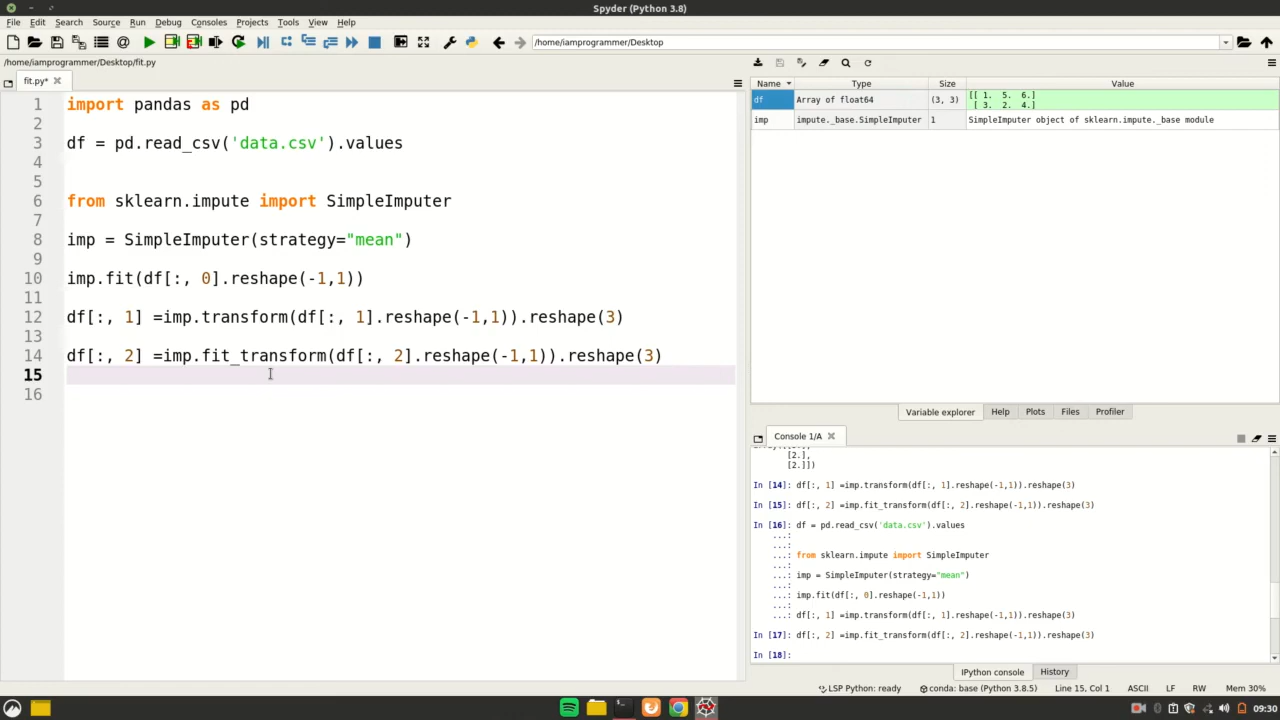 Spyder (Python 3.8)
File Edit Search Source Run Debug Consoles Projects Tools View Help
/home/iamprogrammer/Desktop
/home/iamprogrammer/Desktop/fit.py
fit.py*
1 import pandas as pd
2
3 df = pd.read_csv('data.csv').values
4
5
6 from sklearn.impute import SimpleImputer
7
8 imp = SimpleImputer(strategy="mean")
9
10 imp.fit(df[:, 0].reshape(-1,1))
11
12 df[:, 1] =imp.transform(df[:, 1].reshape(-1,1)).reshape(3)
13
14 df[:, 2] =imp.fit_transform(df[:, 2].reshape(-1,1)).reshape(3)
15
16
Name Type Size Value
df Array of float64 (3, 3) [[ 1. 5. 6.]
[ 3. 2. 4.]
imp impute._base.SimpleImputer 1 SimpleImputer object of sklearn.impute._base module
Variable explorer Help Plots Files Profiler
Console 1/A
[2.],
[2.]])
In [14]: df[:, 1] =imp.transform(df[:, 1].reshape(-1,1)).reshape(3)
In [15]: df[:, 2] =imp.fit_transform(df[:, 2].reshape(-1,1)).reshape(3)
In [16]: df = pd.read_csv('data.csv').values
...:
...:
...: from sklearn.impute import SimpleImputer
...:
...: imp = SimpleImputer(strategy="mean")
...:
...: imp.fit(df[:, 0].reshape(-1,1))
...:
...: df[:, 1] =imp.transform(df[:, 1].reshape(-1,1)).reshape(3)
In [17]: df[:, 2] =imp.fit_transform(df[:, 2].reshape(-1,1)).reshape(3)
In [18]:
IPython console History
LSP Python: ready conda: base (Python 3.8.5) Line 15, Col 1 ASCII LF RW Mem 30%
09:30